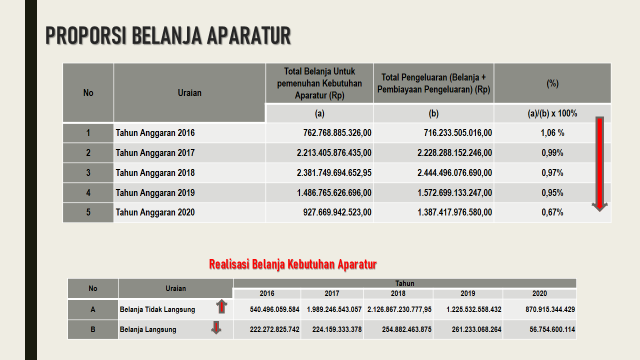 PROPORSI BELANJA APARATUR
No Uraian Total Belanja Untuk pemenuhan Kebutuhan Aparatur (Rp) Total Pengeluaran (Belanja + Pembiayaan Pengeluaran) (Rp) (%)
(a) (b) (a)/(b) x 100%
1 Tahun Anggaran 2016 762.768.885.326,00 716.233.505.016,00 1,06 %
2 Tahun Anggaran 2017 2.213.405.876.435,00 2.228.288.152.246,00 0,99%
3 Tahun Anggaran 2018 2.381.749.694.652,95 2.444.496.076.690,00 0,97%
4 Tahun Anggaran 2019 1.486.765.626.696,00 1.572.699.133.247,00 0,95%
5 Tahun Anggaran 2020 927.669.942.523,00 1.387.417.976.580,00 0,67%
Realisasi Belanja Kebutuhan Aparatur
No Uraian Tahun
2016 2017 2018 2019 2020
A Belanja Tidak Langsung 540.496.059.584 1.989.246.543.057 2.126.867.230.777,95 1.225.532.558.432 870.915.344.429
B Belanja Langsung 222.272.825.742 224.159.333.378 254.882.463.875 261.233.068.264 56.754.600.114